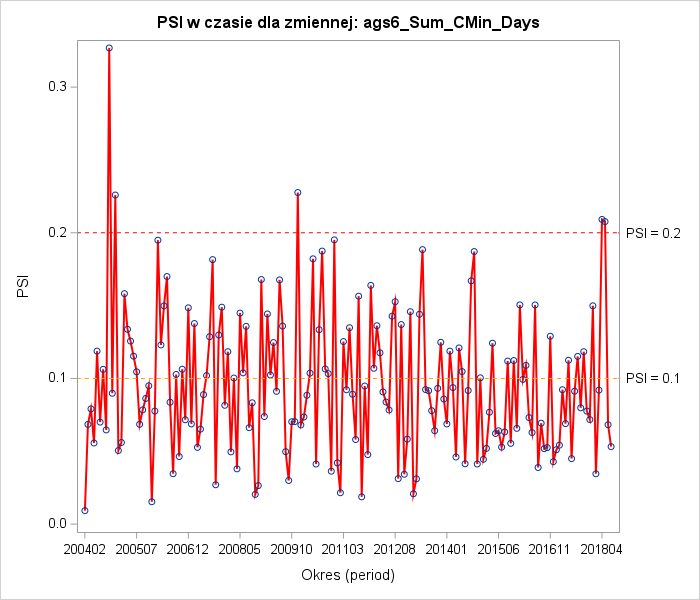 PSI w czasie dla zmiennej: ags6_Sum_CMin_Days
0.3
0.2
PSI = 0.2
PSI
0.1
PSI = 0.1
0.0
200402 200507 200612 200805 200910 201103 201208 201401 201506 201611 201804
Okres (period)